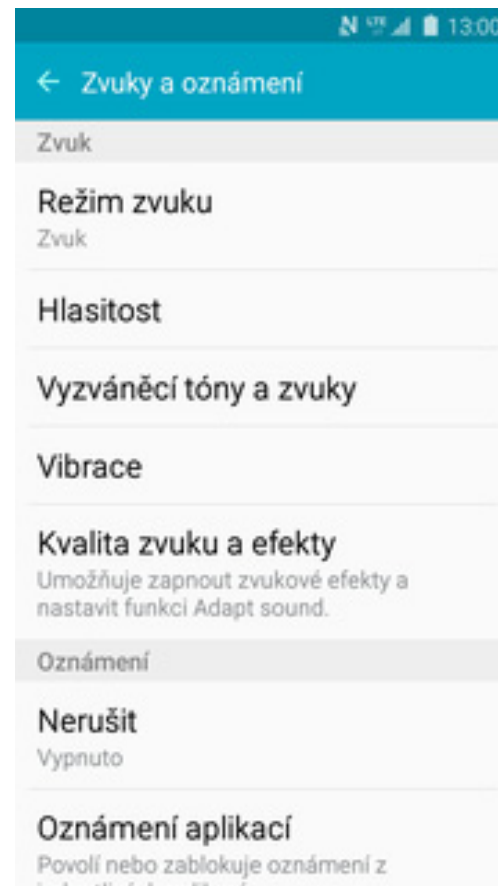 LTE 13:00
Zvuky a oznámení
Zvuk
Režim zvuku
Zvuk
Hlasitost
Vyzváněcí tóny a zvuky
Vibrace
Kvalita zvuku a efekty
Umožňuje zapnout zvukové efekty a
nastavit funkci Adapt sound.
Oznámení
Nerušit
Vypnuto
Oznámení aplikací
Povolí nebo zablokuje oznámení z